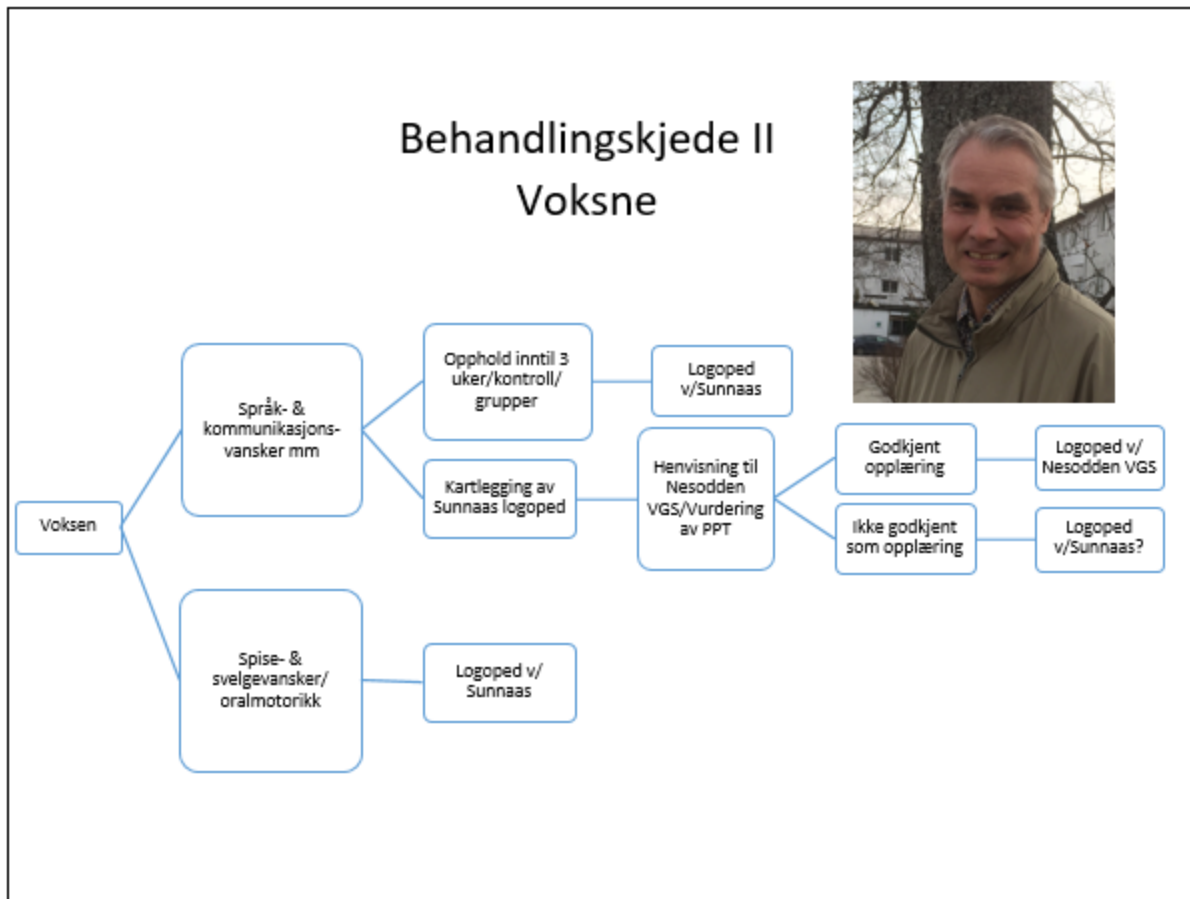 Behandlingskjede II
Voksne
Voksen
Språk- &
kommunikasjons-
vansker mm
Opphold inntil 3
uker/kontroll/
grupper
Logoped
v/Sunnaas
Kartlegging av
Sunnaas logoped
Henvisning til
Nesodden
VGS/Vurdering
av PPT
Godkjent
opplæring
Logoped v/
Nesodden VGS
Ikke godkjent
som opplæring
Logoped
v/Sunnaas?
Spise- &
svelgevansker/
oralmotorikk
Logoped v/
Sunnaas